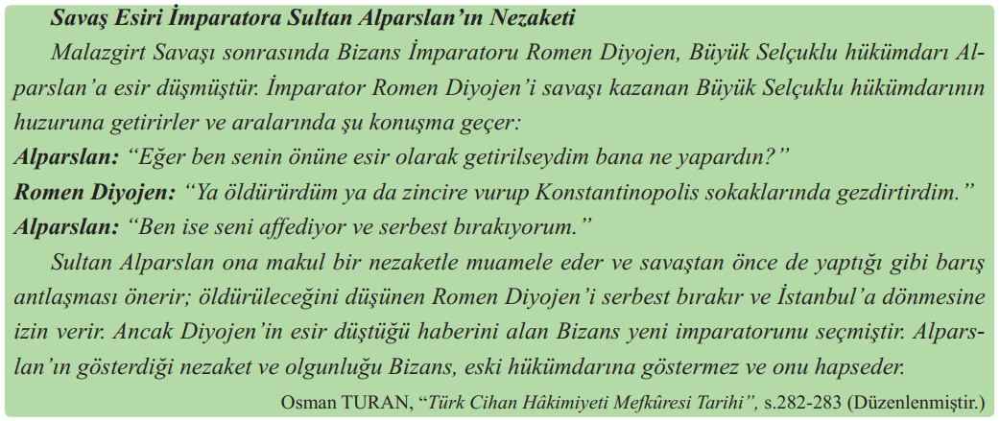 Savaş Esiri İmparatora Sultan Alparslan’ın Nezaketi
Malazgirt Savaşı sonrasında Bizans İmparatoru Romen Diyojen, Büyük Selçuklu hükümdarı Al-
parslan’a esir düşmüştür. İmparator Romen Diyojen’i savaşı kazanan Büyük Selçuklu hükümdarının
huzuruna getirirler ve aralarında şu konuşma geçer:
Alparslan: “Eğer ben senin önüne esir olarak getirilseydim bana ne yapardın?”
Romen Diyojen: “Ya öldürürdüm ya da zincire vurup Konstantinopolis sokaklarında gezdirtirdim.”
Alparslan: “Ben ise seni affediyor ve serbest bırakıyorum.”
Sultan Alparslan ona makul bir nezaketle muamele eder ve savaştan önce de yaptığı gibi barış
antlaşması önerir; öldürüleceğini düşünen Romen Diyojen’i serbest bırakır ve İstanbul’a dönmesine
izin verir. Ancak Diyojen’in esir düştüğü haberini alan Bizans yeni imparatorunu seçmiştir. Alpars-
lan’ın gösterdiği nezaket ve olgunluğu Bizans, eski hükümdarına göstermez ve onu hapseder.
Osman TURAN, “Türk Cihan Hâkimiyeti Mefkûresi Tarihi”, s.282-283 (Düzenlenmiştir.)